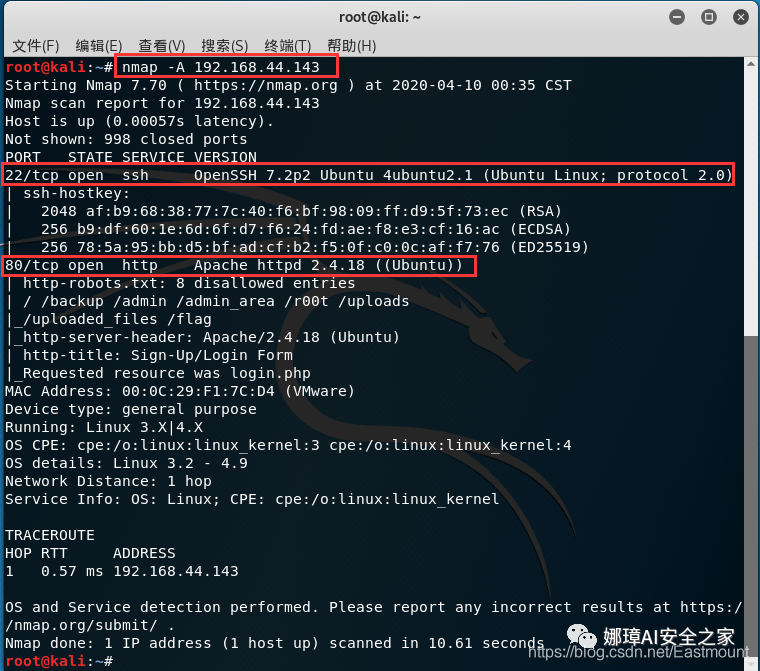 root@kali: ~
文件(F) 编辑(E) 查看(V) 搜索(S) 终端(T) 帮助(H)
root@kali:~# nmap -A 192.168.44.143
Starting Nmap 7.70 ( https://nmap.org ) at 2020-04-10 00:35 CST
Nmap scan report for 192.168.44.143
Host is up (0.00057s latency).
Not shown: 998 closed ports
PORT   STATE SERVICE VERSION
22/tcp open  ssh     OpenSSH 7.2p2 Ubuntu 4ubuntu2.1 (Ubuntu Linux; protocol 2.0)
| ssh-hostkey:
|   2048 af:b9:68:38:77:7c:40:f6:bf:98:09:ff:d9:5f:73:ec (RSA)
|   256 b9:df:60:1e:6d:6f:d7:f6:24:fd:ae:f8:e3:cf:16:ac (ECDSA)
|   256 78:5a:95:bb:d5:bf:ad:cf:b2:f5:0f:c0:0c:af:f7:76 (ED25519)
80/tcp open  http    Apache httpd 2.4.18 ((Ubuntu))
| http-robots.txt: 8 disallowed entries
| / /backup /admin /admin_area /r00t /uploads
|_/uploaded_files /flag
|_http-server-header: Apache/2.4.18 (Ubuntu)
| http-title: Sign-Up/Login Form
|_Requested resource was login.php
MAC Address: 00:0C:29:F1:7C:D4 (VMware)
Device type: general purpose
Running: Linux 3.X|4.X
OS CPE: cpe:/o:linux:linux_kernel:3 cpe:/o:linux:linux_kernel:4
OS details: Linux 3.2 - 4.9
Network Distance: 1 hop
Service Info: OS: Linux; CPE: cpe:/o:linux:linux_kernel
TRACEROUTE
HOP RTT     ADDRESS
1   0.57 ms 192.168.44.143
OS and Service detection performed. Please report any incorrect results at https:/
/nmap.org/submit/ .
Nmap done: 1 IP address (1 host up) scanned in 10.61 seconds
root@kali:~#
娜璋AI安全之家
https://blog.csdn.net/Eastmount